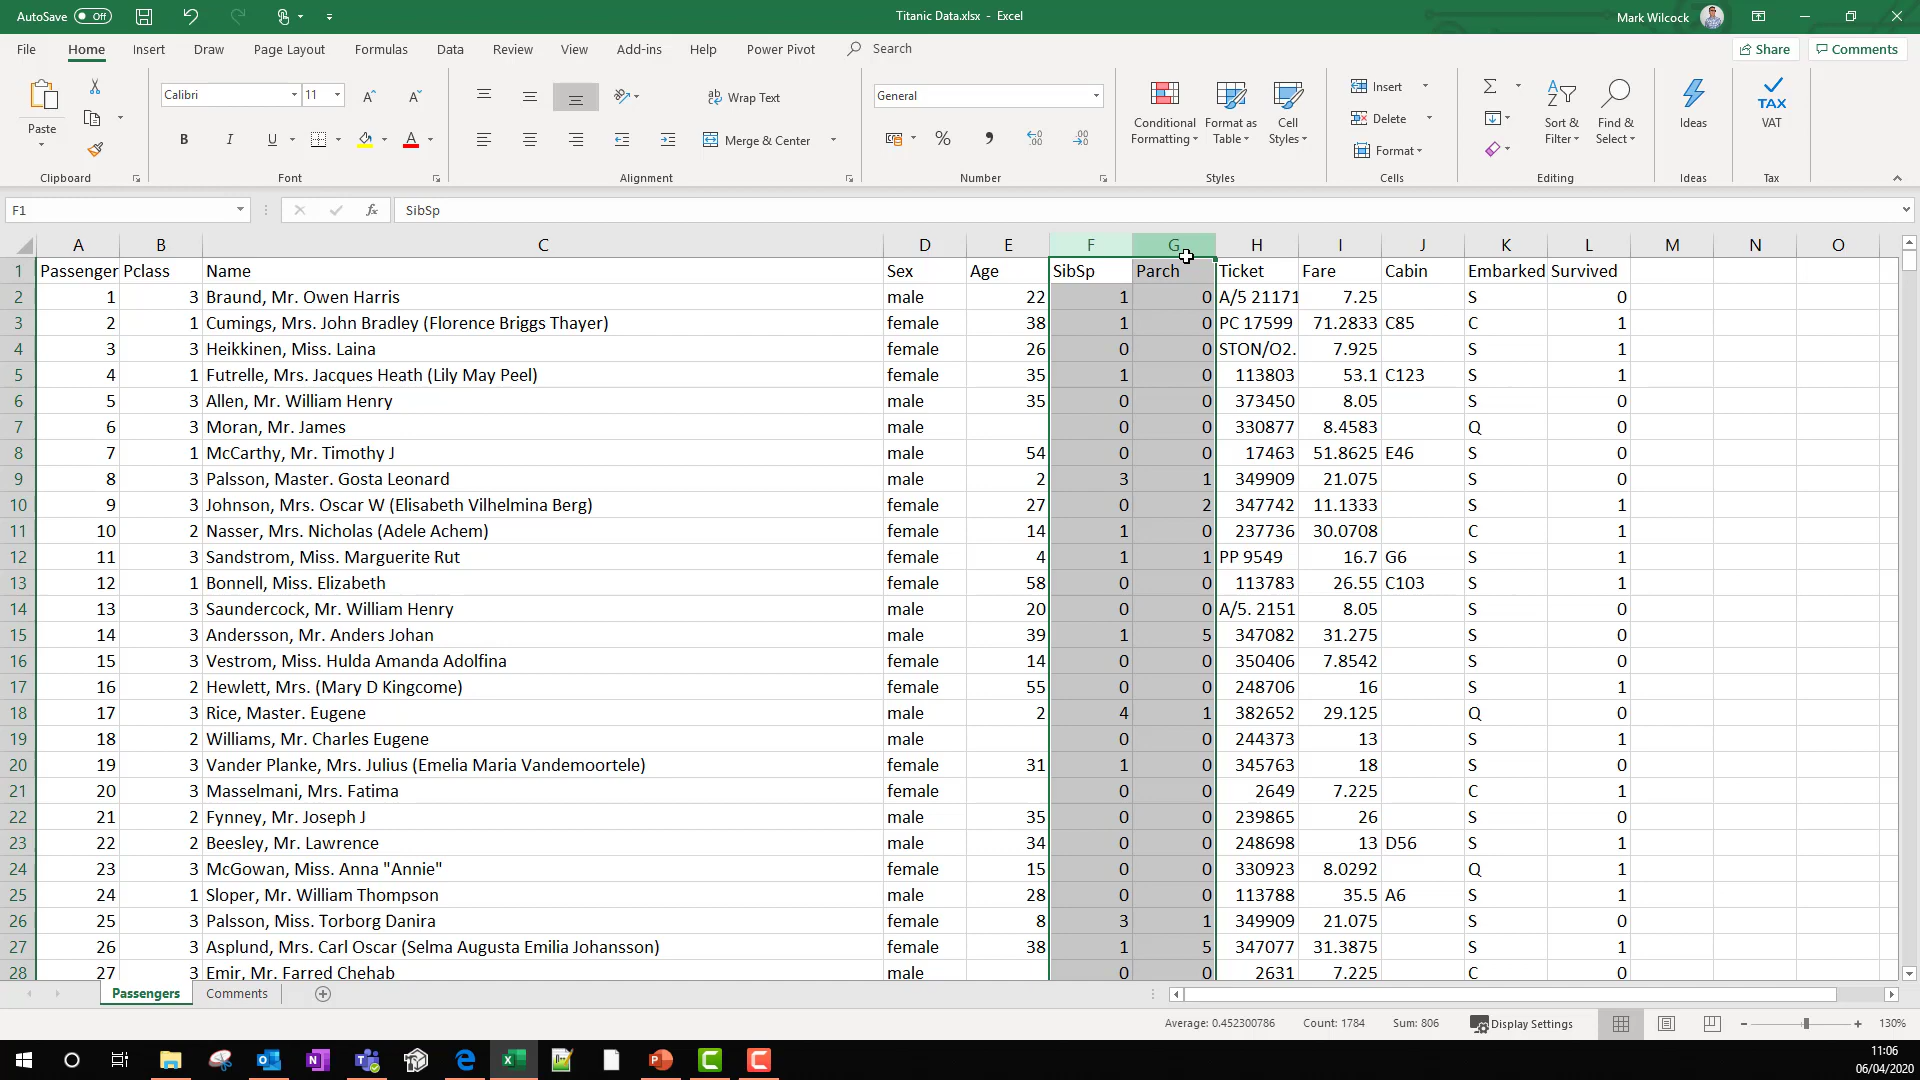 AutoSave Off Titanic Data.xlsx - Excel Mark Wilcock
File Home Insert Draw Page Layout Formulas Data Review View Add-ins Help Power Pivot Search Share Comments
Calibri 11 Wrap Text General Insert
Paste Conditional Formatting Format as Table Cell Styles Delete Sort & Filter Find & Select Ideas TAX VAT
B I U A Merge & Center % Format
Clipboard Font Alignment Number Styles Cells Editing Ideas Tax
F1 fx SibSp
A B C D E F G H I J K L M N O
1 Passenger Pclass Name Sex Age SibSp Parch Ticket Fare Cabin Embarked Survived
2 1 3 Braund, Mr. Owen Harris male 22 1 0 A/5 21171 7.25 S 0
3 2 1 Cumings, Mrs. John Bradley (Florence Briggs Thayer) female 38 1 0 PC 17599 71.2833 C85 C 1
4 3 3 Heikkinen, Miss. Laina female 26 0 0 STON/O2. 7.925 S 1
5 4 1 Futrelle, Mrs. Jacques Heath (Lily May Peel) female 35 1 0 113803 53.1 C123 S 1
6 5 3 Allen, Mr. William Henry male 35 0 0 373450 8.05 S 0
7 6 3 Moran, Mr. James male 0 0 330877 8.4583 Q 0
8 7 1 McCarthy, Mr. Timothy J male 54 0 0 17463 51.8625 E46 S 0
9 8 3 Palsson, Master. Gosta Leonard male 2 3 1 349909 21.075 S 0
10 9 3 Johnson, Mrs. Oscar W (Elisabeth Vilhelmina Berg) female 27 0 2 347742 11.1333 S 1
11 10 2 Nasser, Mrs. Nicholas (Adele Achem) female 14 1 0 237736 30.0708 C 1
12 11 3 Sandstrom, Miss. Marguerite Rut female 4 1 1 PP 9549 16.7 G6 S 1
13 12 1 Bonnell, Miss. Elizabeth female 58 0 0 113783 26.55 C103 S 1
14 13 3 Saundercock, Mr. William Henry male 20 0 0 A/5. 2151 8.05 S 0
15 14 3 Andersson, Mr. Anders Johan male 39 1 5 347082 31.275 S 0
16 15 3 Vestrom, Miss. Hulda Amanda Adolfina female 14 0 0 350406 7.8542 S 0
17 16 2 Hewlett, Mrs. (Mary D Kingcome) female 55 0 0 248706 16 S 1
18 17 3 Rice, Master. Eugene male 2 4 1 382652 29.125 Q 0
19 18 2 Williams, Mr. Charles Eugene male 0 0 244373 13 S 1
20 19 3 Vander Planke, Mrs. Julius (Emelia Maria Vandemoortele) female 31 1 0 345763 18 S 0
21 20 3 Masselmani, Mrs. Fatima female 0 0 2649 7.225 C 1
22 21 2 Fynney, Mr. Joseph J male 35 0 0 239865 26 S 0
23 22 2 Beesley, Mr. Lawrence male 34 0 0 248698 13 D56 S 1
24 23 3 McGowan, Miss. Anna "Annie" female 15 0 0 330923 8.0292 Q 1
25 24 1 Sloper, Mr. William Thompson male 28 0 0 113788 35.5 A6 S 1
26 25 3 Palsson, Miss. Torborg Danira female 8 3 1 349909 21.075 S 0
27 26 3 Asplund, Mrs. Carl Oscar (Selma Augusta Emilia Johansson) female 38 1 5 347077 31.3875 S 1
28 27 3 Emir, Mr. Farred Chehab male 0 0 2631 7.225 C 0
Passengers Comments
Average: 0.452300786 Count: 1784 Sum: 806 Display Settings 130%
11:06
06/04/2020